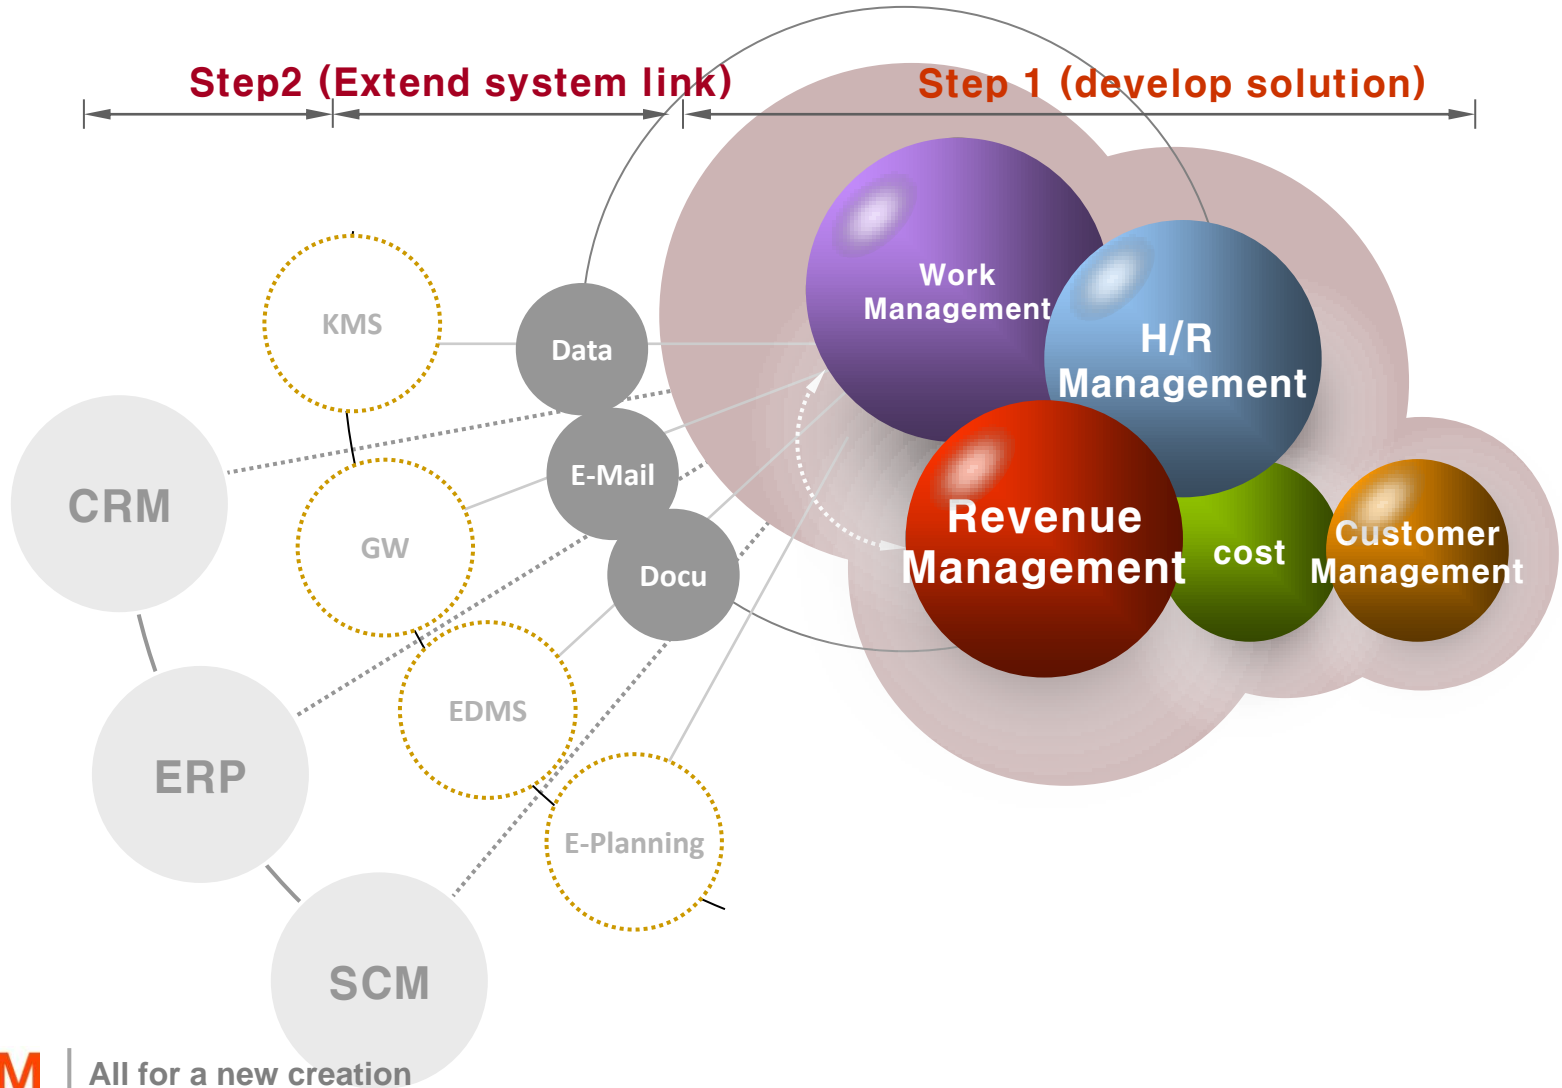 Step2 (Extend system link)
Step 1 (develop solution)
Work
Management
H/R
Management
KMS
Data
CRM
E-Mail
GW
Revenue
Management
cost
Customer
Management
Docu
EDMS
ERP
E-Planning
SCM
M
All for a new creation